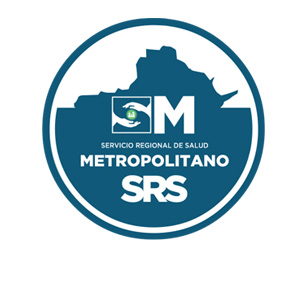 SM
SERVICIO REGIONAL DE SALUD
METROPOLITANO
SRS